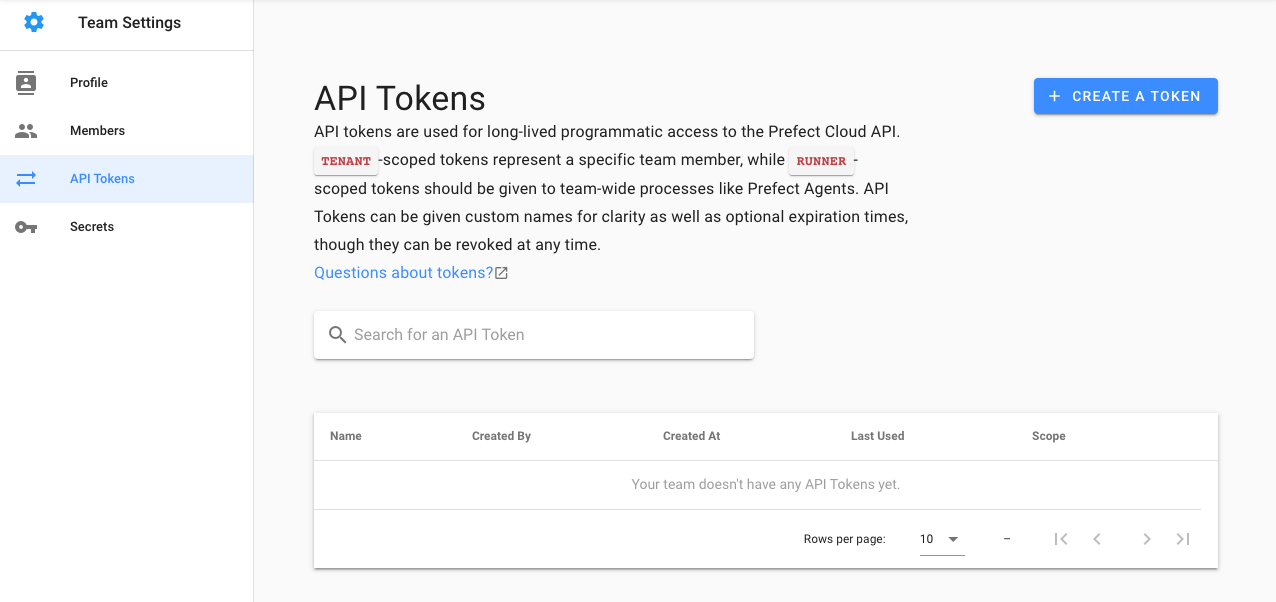 Team Settings
Profile
Members
API Tokens
Secrets
API Tokens
+ CREATE A TOKEN
API tokens are used for long-lived programmatic access to the Prefect Cloud API.
TENANT -scoped tokens represent a specific team member, while RUNNER -
scoped tokens should be given to team-wide processes like Prefect Agents. API
Tokens can be given custom names for clarity as well as optional expiration times,
though they can be revoked at any time.
Questions about tokens?
Search for an API Token
Name Created By Created At Last Used Scope
Your team doesn't have any API Tokens yet.
Rows per page: 10 –